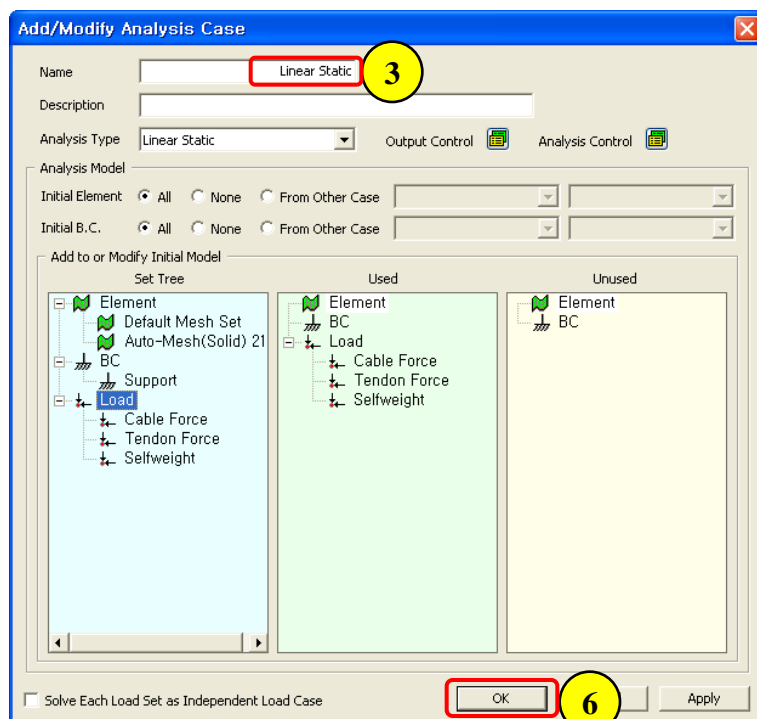 Add/Modify Analysis Case
Name Linear Static 3
Description
Analysis Type Linear Static Output Control Analysis Control
Analysis Model
Initial Element All None From Other Case
Initial B.C. All None From Other Case
Add to or Modify Initial Model
Set Tree Used Unused
Element Element Element
Default Mesh Set BC BC
Auto-Mesh(Solid) 21 Load
BC Cable Force
Support Tendon Force
Load Selfweight
Cable Force
Tendon Force
Selfweight
Solve Each Load Set as Independent Load Case OK 6 Apply